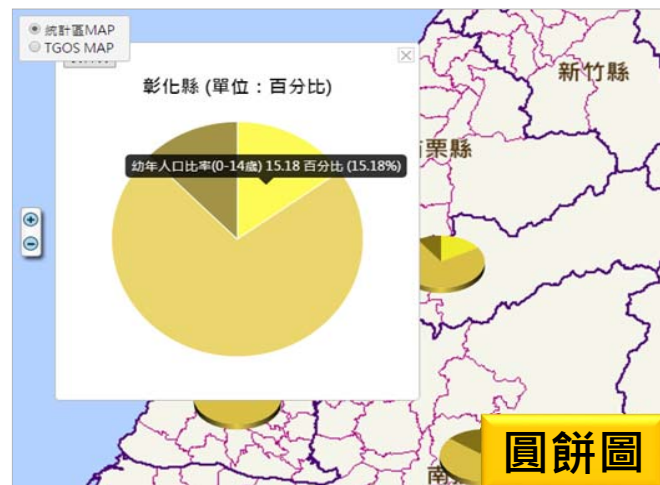 統計區MAP
TGOS MAP
彰化縣 (單位：百分比)
幼年人口比率(0-14歲) 15.18 百分比 (15.18%)
新竹縣
栗縣
南
圓餅圖